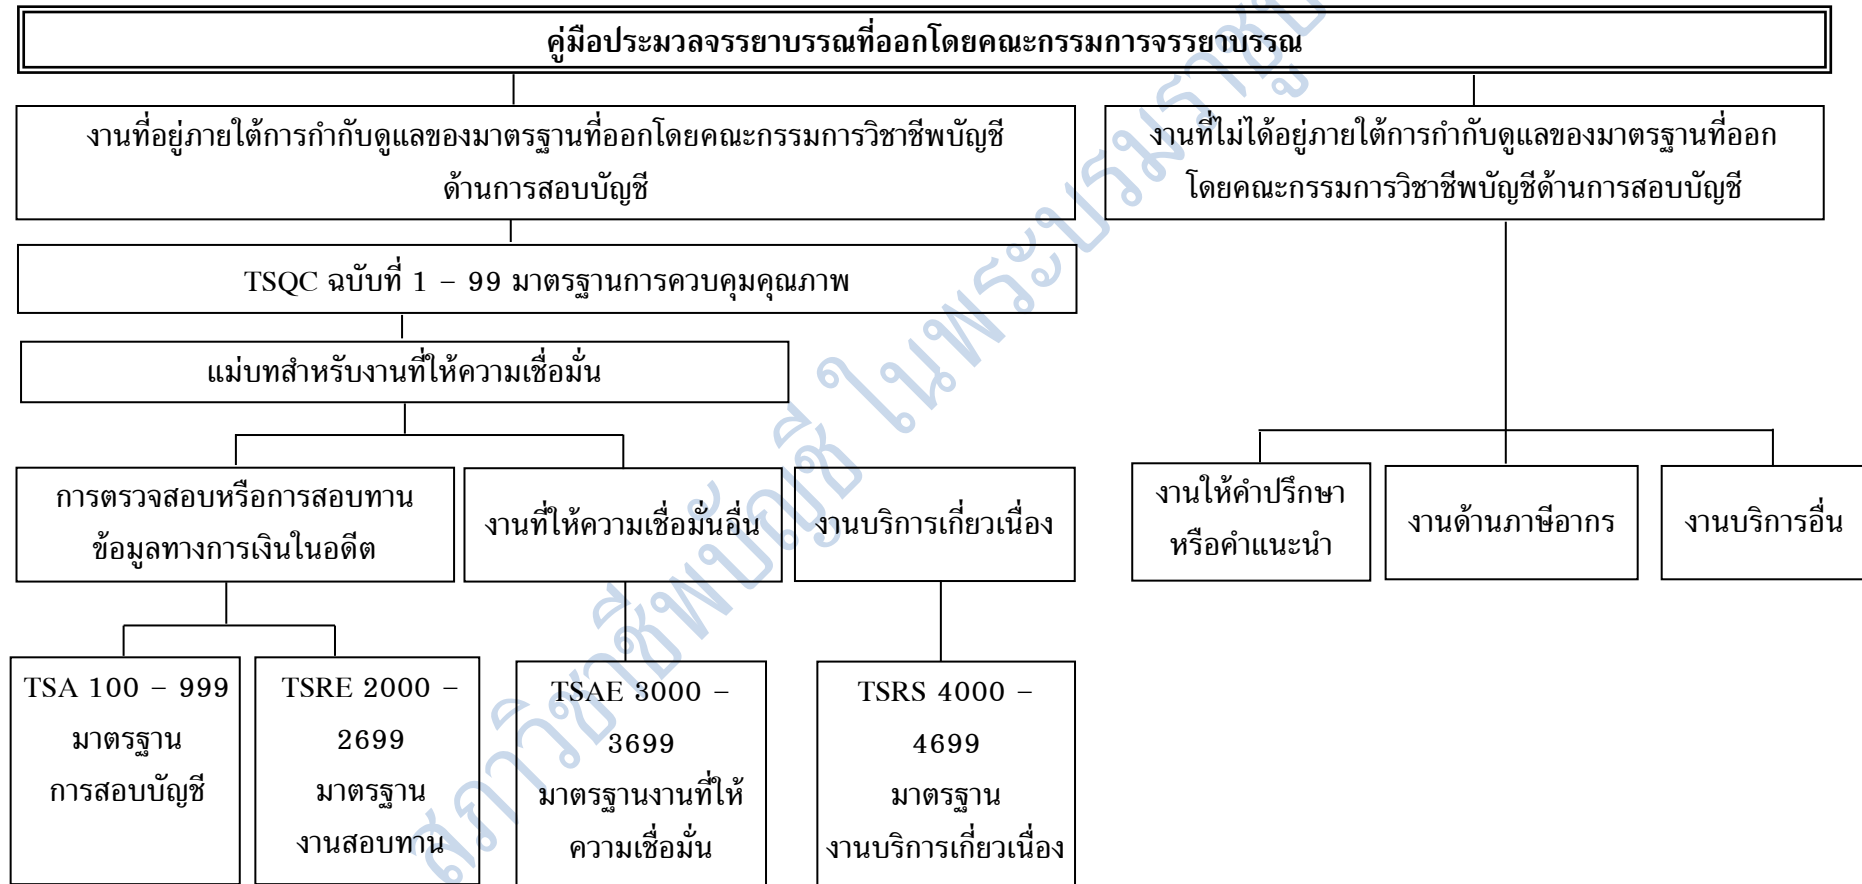 คู่มือประมวลจรรยาบรรณที่ออกโดยคณะกรรมการจรรยาบรรณ
งานที่อยู่ภายใต้การกำกับดูแลของมาตรฐานที่ออกโดยคณะกรรมการวิชาชีพบัญชี
ด้านการสอบบัญชี
งานที่ไม่ได้อยู่ภายใต้การกำกับดูแลของมาตรฐานที่ออก
โดยคณะกรรมการวิชาชีพบัญชีด้านการสอบบัญชี
TSQC ฉบับที่ 1 – 99 มาตรฐานการควบคุมคุณภาพ
แม่บทสำหรับงานที่ให้ความเชื่อมั่น
การตรวจสอบหรือการสอบทาน
ข้อมูลทางการเงินในอดีต
งานที่ให้ความเชื่อมั่นอื่น
งานบริการเกี่ยวเนื่อง
งานให้คำปรึกษา
หรือคำแนะนำ
งานด้านภาษีอากร
งานบริการอื่น
TSA 100 – 999
มาตรฐาน
การสอบบัญชี
TSRE 2000 –
2699
มาตรฐาน
งานสอบทาน
TSAE 3000 –
3699
มาตรฐานงานที่ให้
ความเชื่อมั่น
TSRS 4000 –
4699
มาตรฐาน
งานบริการเกี่ยวเนื่อง
สภาวิชาชีพบัญชี ในพระบรมราชูป